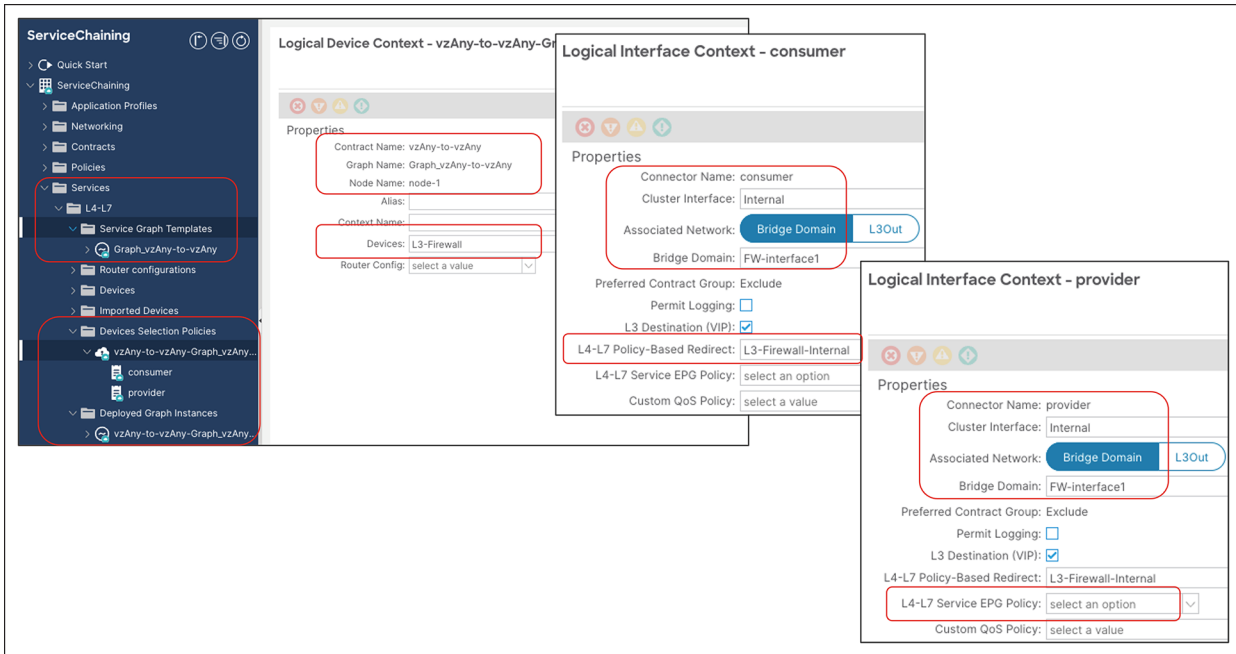 ServiceChaining
Quick Start
ServiceChaining
Application Profiles
Networking
Contracts
Policies
Services
L4-L7
Service Graph Templates
Graph_vzAny-to-vzAny
Router configurations
Devices
Imported Devices
Devices Selection Policies
vzAny-to-vzAny-Graph_vzAny...
consumer
provider
Deployed Graph Instances
vzAny-to-vzAny-Graph_vzAny...
Logical Device Context - vzAny-to-vzAny-Gr
Properties
Contract Name: vzAny-to-vzAny
Graph Name: Graph_vzAny-to-vzAny
Node Name: node-1
Alias:
Context Name:
Devices: L3-Firewall
Router Config: select a value
Logical Interface Context - consumer
Properties
Connector Name: consumer
Cluster Interface: Internal
Associated Network: Bridge Domain L3Out
Bridge Domain: FW-interface1
Preferred Contract Group: Exclude
Permit Logging:
L3 Destination (VIP):
L4-L7 Policy-Based Redirect: L3-Firewall-Internal
L4-L7 Service EPG Policy: select an option
Custom QoS Policy: select a value
Logical Interface Context - provider
Properties
Connector Name: provider
Cluster Interface: Internal
Associated Network: Bridge Domain L3Out
Bridge Domain: FW-interface1
Preferred Contract Group: Exclude
Permit Logging:
L3 Destination (VIP):
L4-L7 Policy-Based Redirect: L3-Firewall-Internal
L4-L7 Service EPG Policy: select an option
Custom QoS Policy: select a value